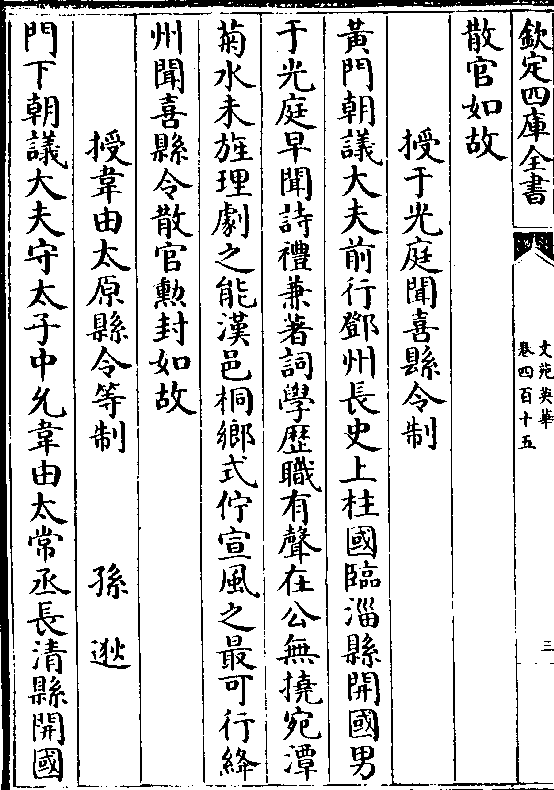 欽定四庫全書
文苑英華
卷四百十五
三
散官如故
授于光庭聞喜縣令制
黃門朝議大夫前行鄧州長史上柱國臨淄縣開國男
于光庭早聞詩禮兼著詞學歴職有聲在公無撓宛潭
菊水未旌理劇之能漢邑桐鄉式佇宣風之最可行絳
州聞喜縣令散官勲封如故
授韋由太原縣令等制 孫逖
門下朝議大夫守太子中允韋由太常丞長清縣開國